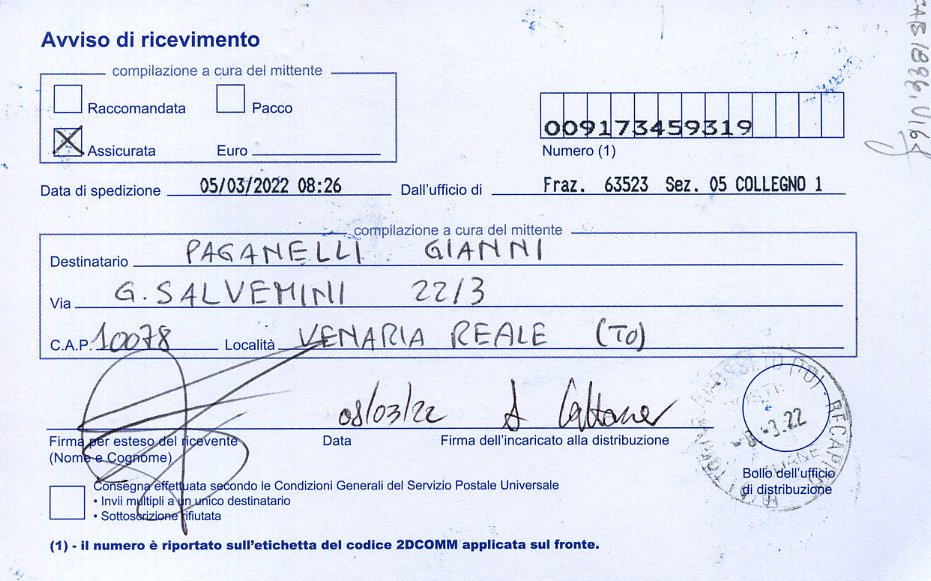 Avviso di ricevimento
compilazione a cura del mittente
Raccomandata Pacco
Assicurata Euro
009173459319
Numero (1)
Data di spedizione 05/03/2022 08:26 Dall'ufficio di Fraz. 63523 Sez. 05 COLLEGNO 1
compilazione a cura del mittente
Destinatario PAGANELLI GIANNI
Via G. SALVEMINI 22/3
C.A.P. 10078 Località VENARIA REALE (TO)
08/03/22
Firma per esteso del ricevente Data Firma dell'incaricato alla distribuzione
(Nome e Cognome)
-8.3.22
Bollo dell'ufficio
di distribuzione
Consegna effettuata secondo le Condizioni Generali del Servizio Postale Universale
• Invii multipli a un unico destinatario
• Sottoscrizione rifiutata
(1) - il numero è riportato sull'etichetta del codice 2DCOMM applicata sul fronte.